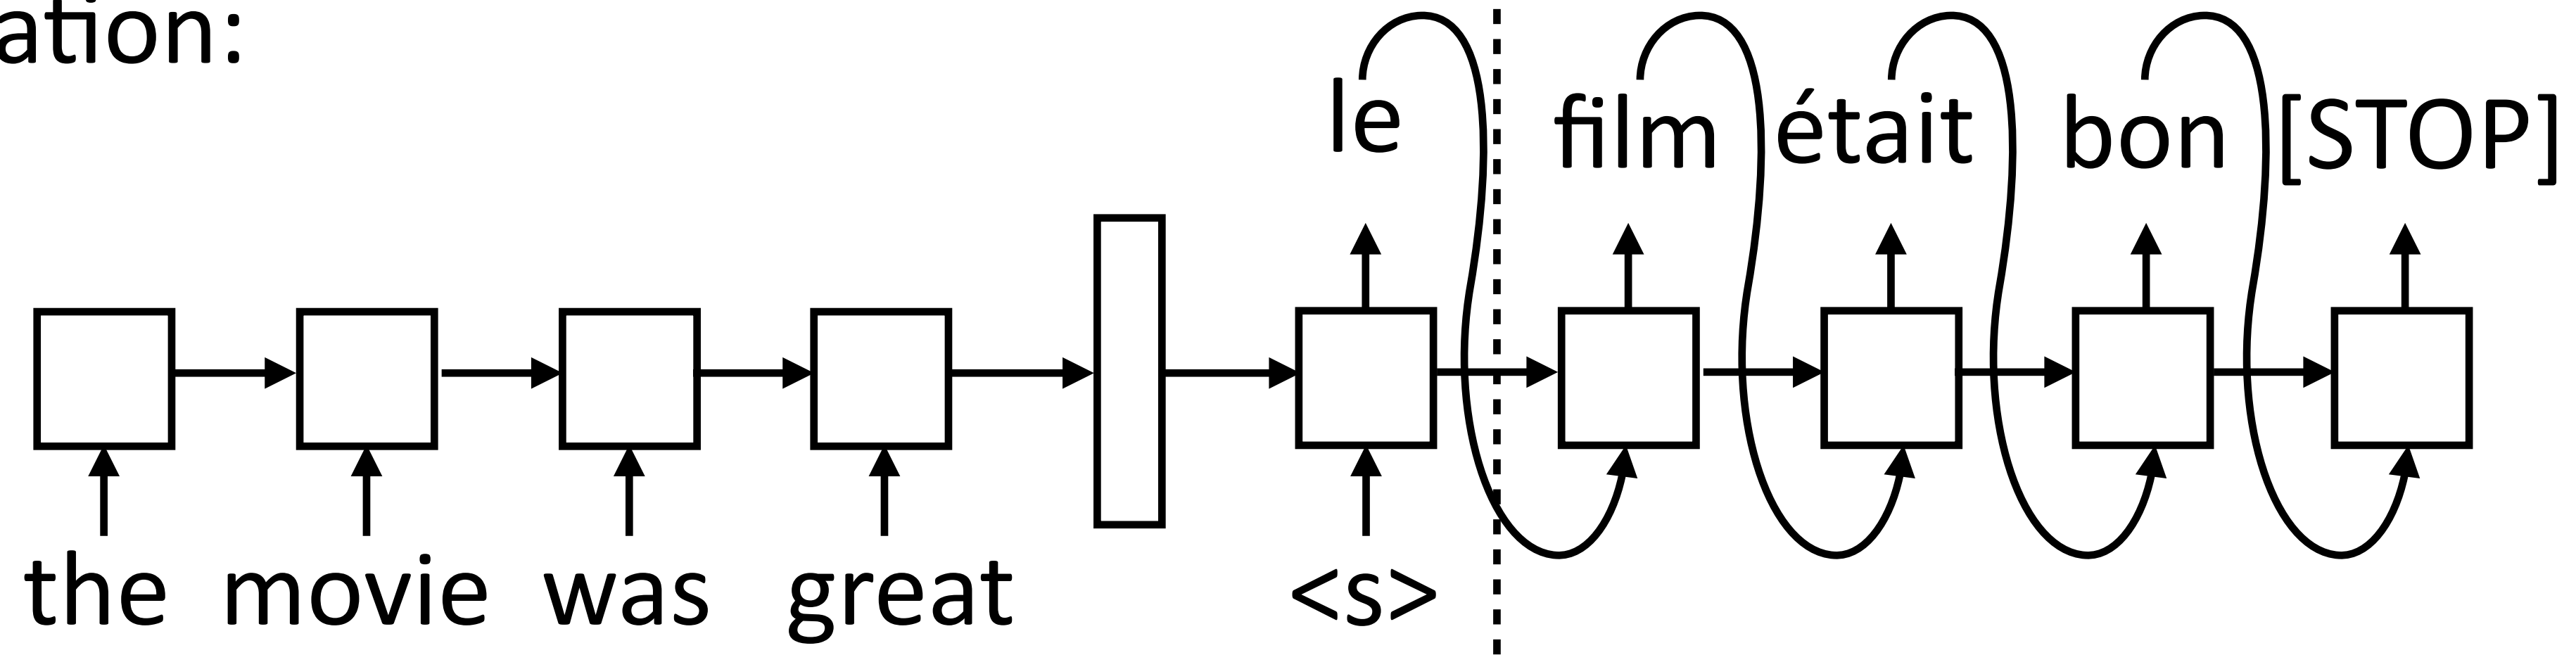 ation:
le film était bon [STOP]
the movie was great <s>